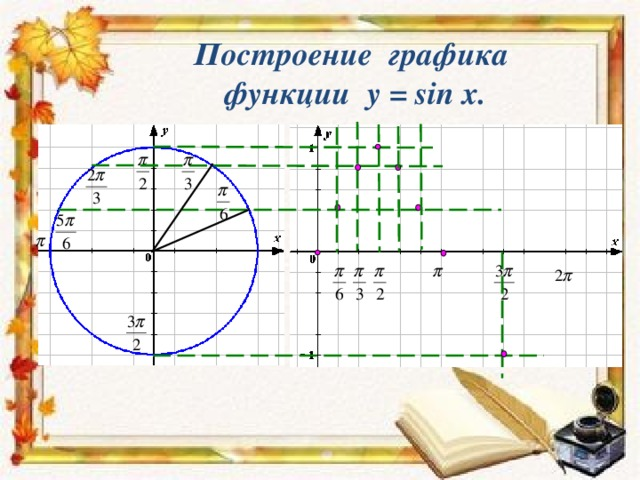 Построение графика
функции y = sin x.
y
π/2
π/3
2π/3
π/6
5π/6
π
x
0
3π/2
y
1
x
0
π/6 π/3 π/2 π 3π/2 2π
-1